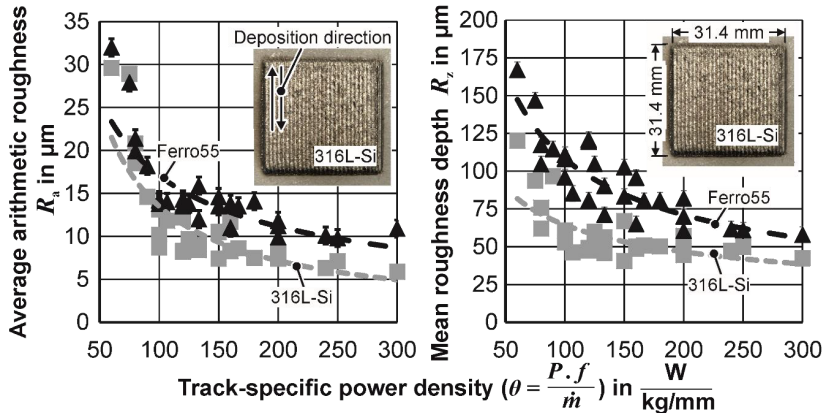 Average arithmetic roughness
Rₐ in µm
35
30
25
20
15
10
5
0
50 100 150 200 250 300
Deposition direction
316L-Si
Ferro55
316L-Si
Mean roughness depth R_z in µm
200
175
150
125
100
75
50
25
0
50 100 150 200 250 300
31.4 mm
31.4 mm
316L-Si
Ferro55
316L-Si
Track-specific power density (θ = P . f / ṁ) in W / kg/mm